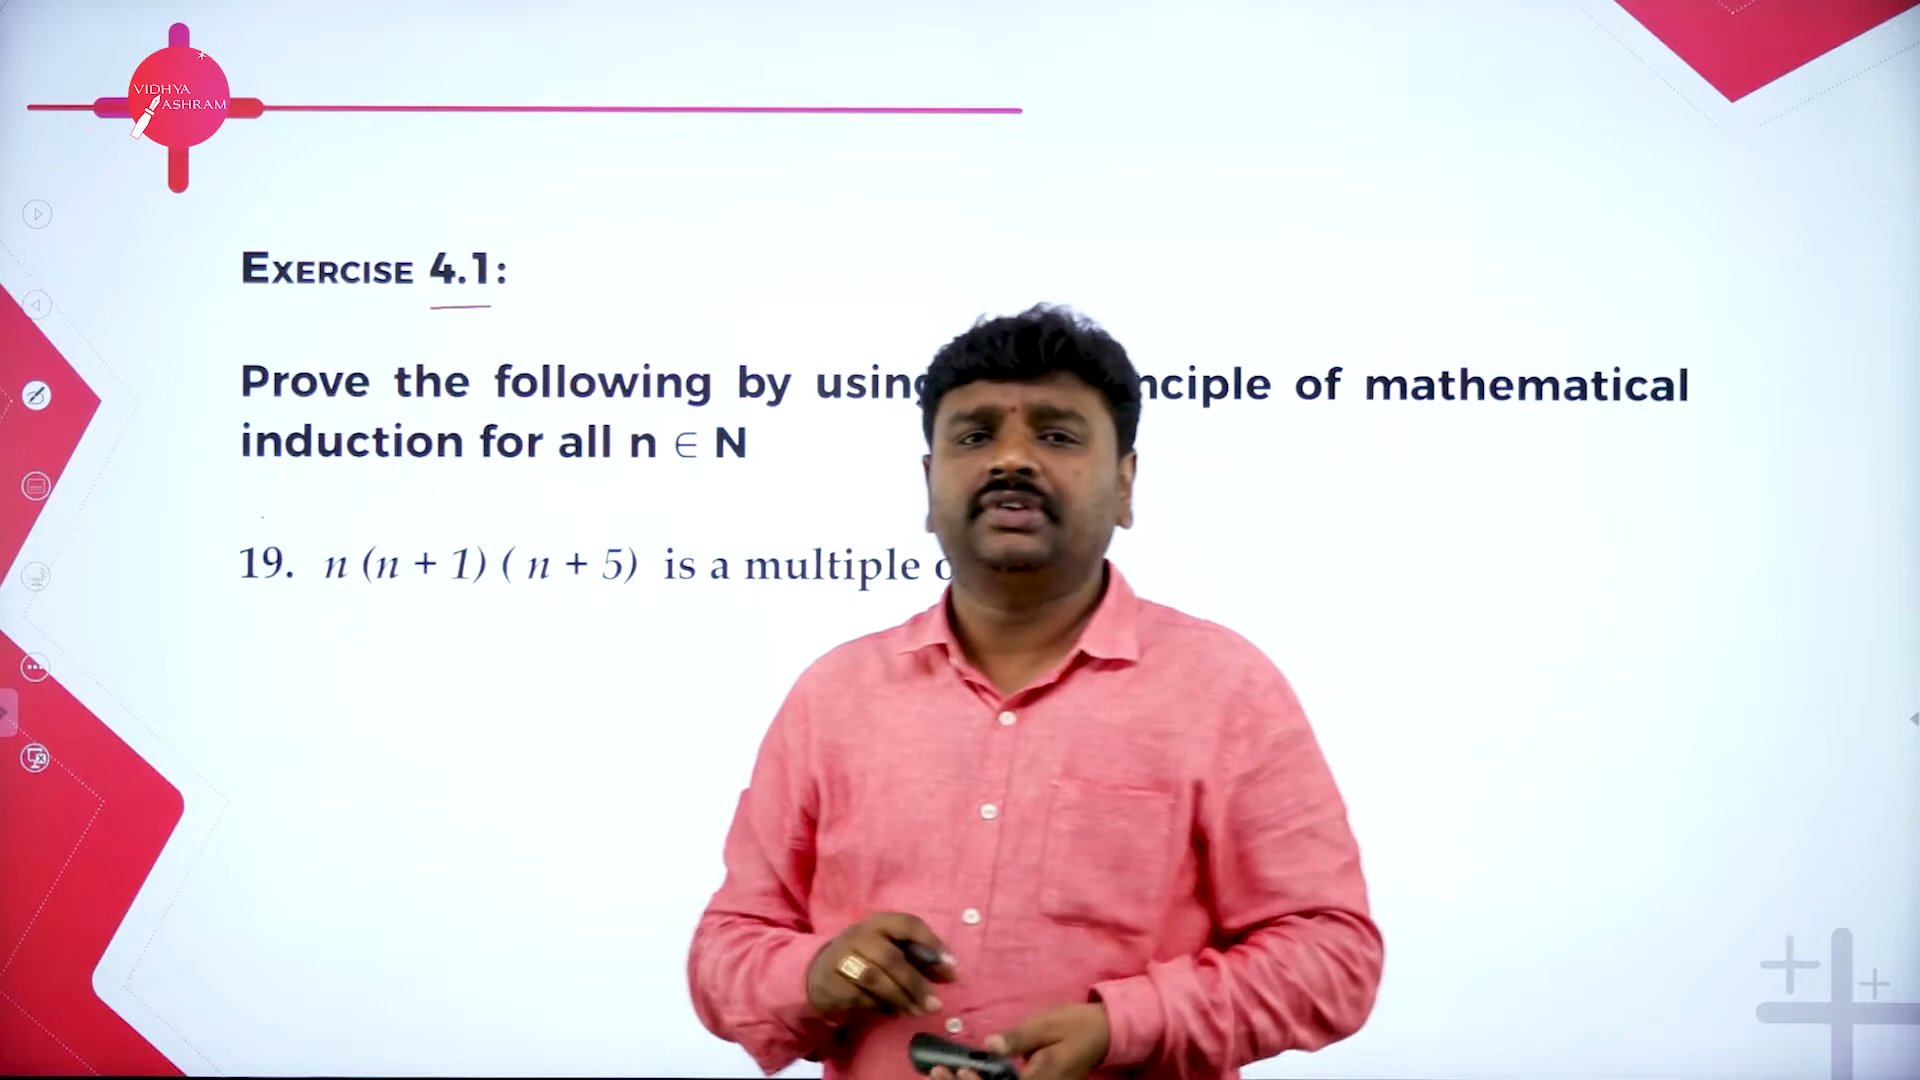 VIDHYA
ASHRAM
EXERCISE 4.1:
Prove the following by using of mathematical
induction for all n ∈ N
19. n (n + 1) ( n + 5) is a multiple